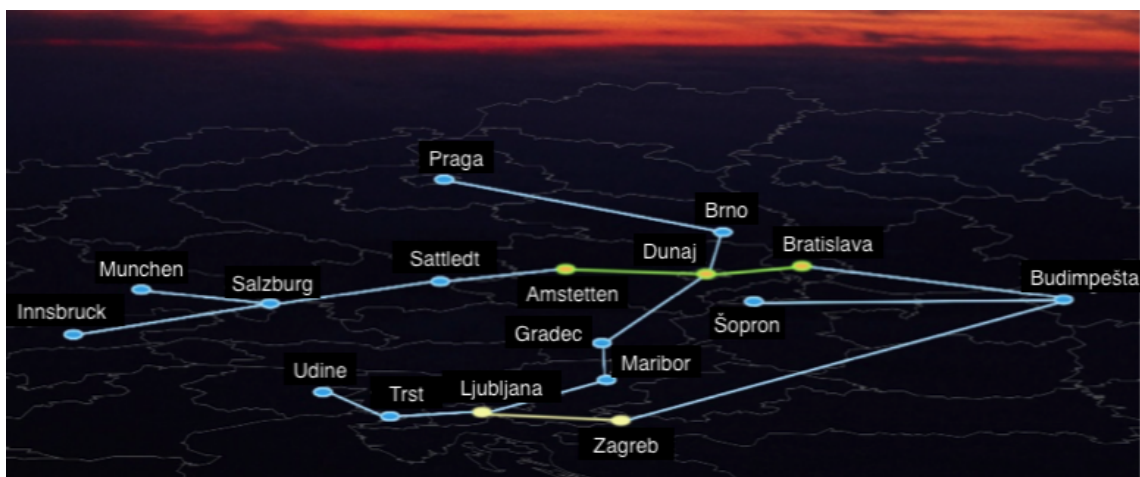 Praga
Brno
Dunaj
Bratislava
Sattledt
Munchen
Salzburg
Budimpešta
Amstetten
Innsbruck
Šopron
Gradec
Maribor
Udine
Trst
Ljubljana
Zagreb